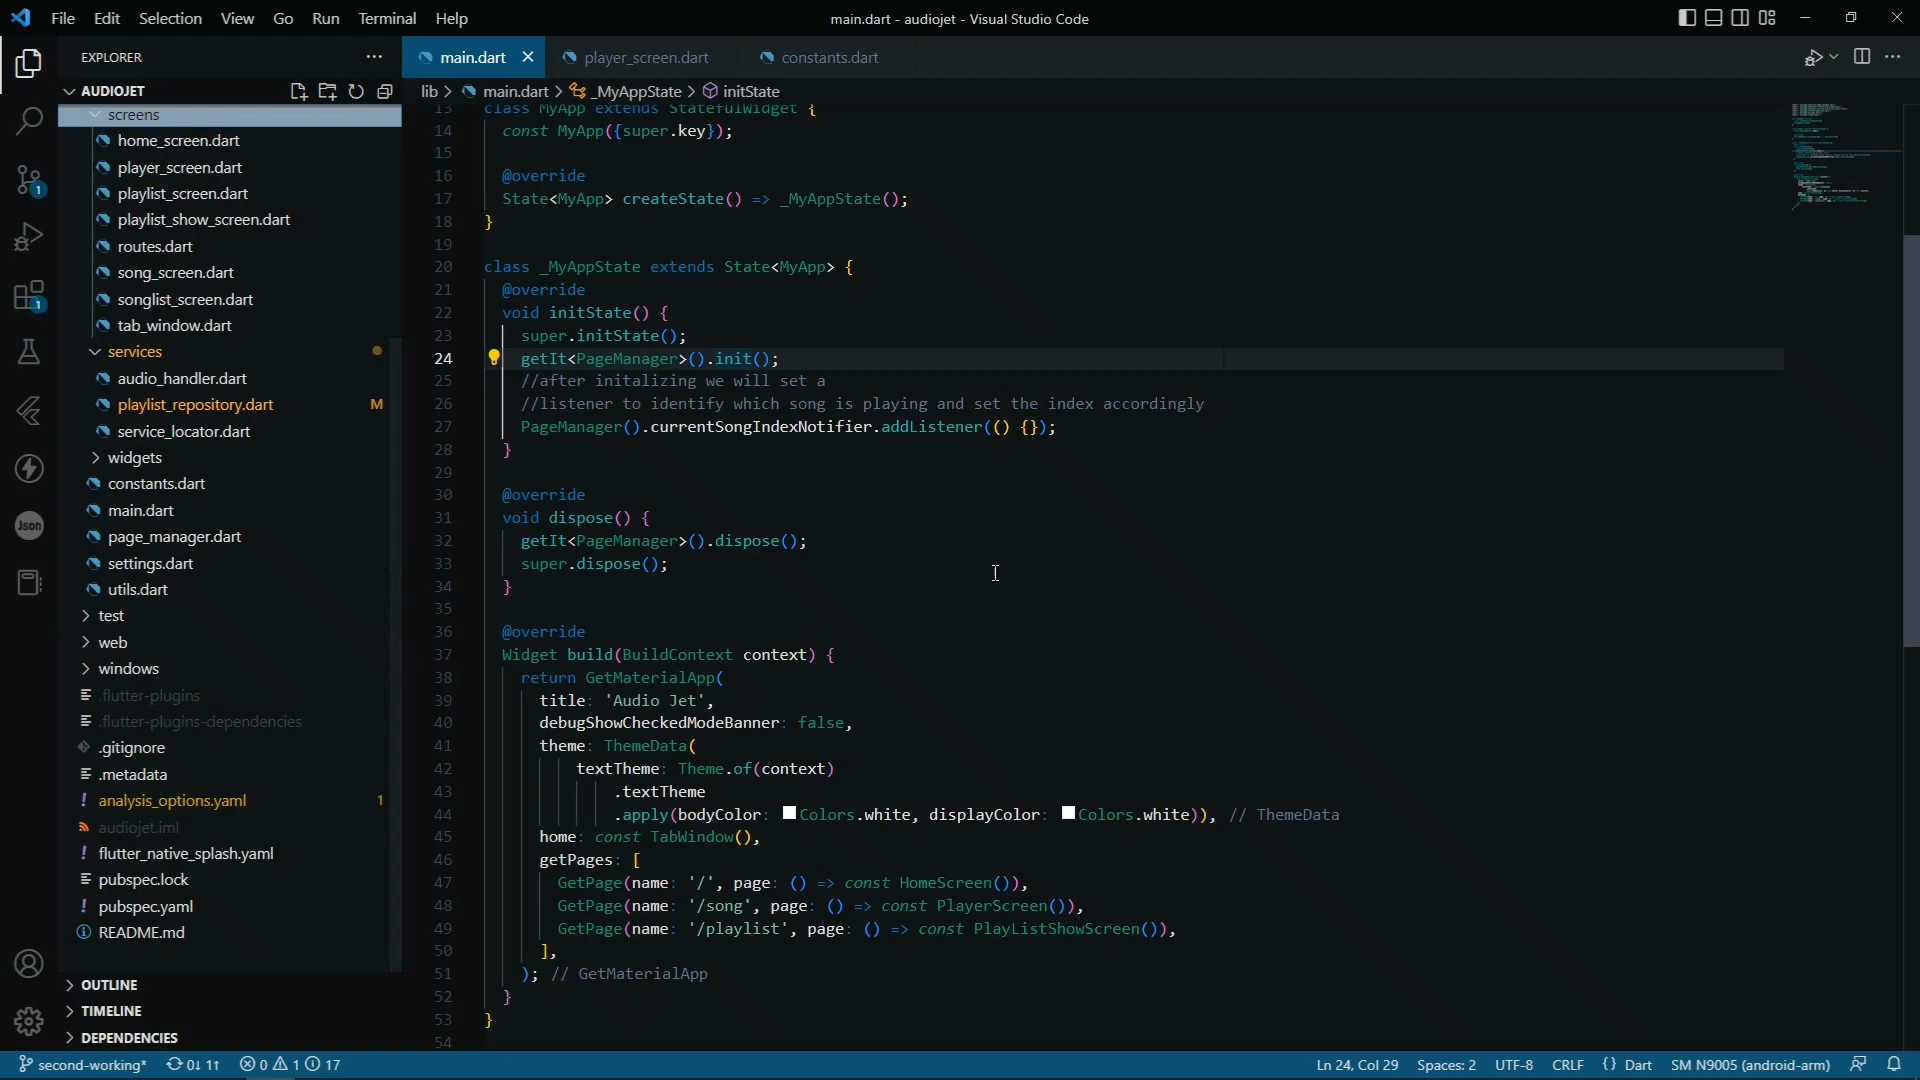 File Edit Selection View Go Run Terminal Help
main.dart - audiojet - Visual Studio Code
EXPLORER
AUDIOJET
screens
home_screen.dart
player_screen.dart
playlist_screen.dart
playlist_show_screen.dart
routes.dart
song_screen.dart
songlist_screen.dart
tab_window.dart
services
audio_handler.dart
playlist_repository.dart M
service_locator.dart
widgets
constants.dart
main.dart
page_manager.dart
settings.dart
utils.dart
test
web
windows
.flutter-plugins
.flutter-plugins-dependencies
.gitignore
.metadata
analysis_options.yaml 1
audiojet.iml
flutter_native_splash.yaml
pubspec.lock
pubspec.yaml
README.md
OUTLINE
TIMELINE
DEPENDENCIES
1
1
Json
main.dart player_screen.dart constants.dart
lib > main.dart > _MyAppState > initState
13 class MyApp extends StatefulWidget {
14 const MyApp({super.key});
15
16 @override
17 State<MyApp> createState() => _MyAppState();
18 }
19
20 class _MyAppState extends State<MyApp> {
21 @override
22 void initState() {
23 super.initState();
24 getIt<PageManager>().init();
25 //after initalizing we will set a
26 //listener to identify which song is playing and set the index accordingly
27 PageManager().currentSongIndexNotifier.addListener(() {});
28 }
29
30 @override
31 void dispose() {
32 getIt<PageManager>().dispose();
33 super.dispose();
34 }
35
36 @override
37 Widget build(BuildContext context) {
38 return GetMaterialApp(
39 title: 'Audio Jet',
40 debugShowCheckedModeBanner: false,
41 theme: ThemeData(
42 textTheme: Theme.of(context)
43 .textTheme
44 .apply(bodyColor: Colors.white, displayColor: Colors.white)), // ThemeData
45 home: const TabWindow(),
46 getPages: [
47 GetPage(name: '/', page: () => const HomeScreen()),
48 GetPage(name: '/song', page: () => const PlayerScreen()),
49 GetPage(name: '/playlist', page: () => const PlayListShowScreen()),
50 ],
51 ); // GetMaterialApp
52 }
53 }
54
second-working* 0↓ 1↑ 0 1 17
Ln 24, Col 29 Spaces: 2 UTF-8 CRLF {} Dart SM N9005 (android-arm)